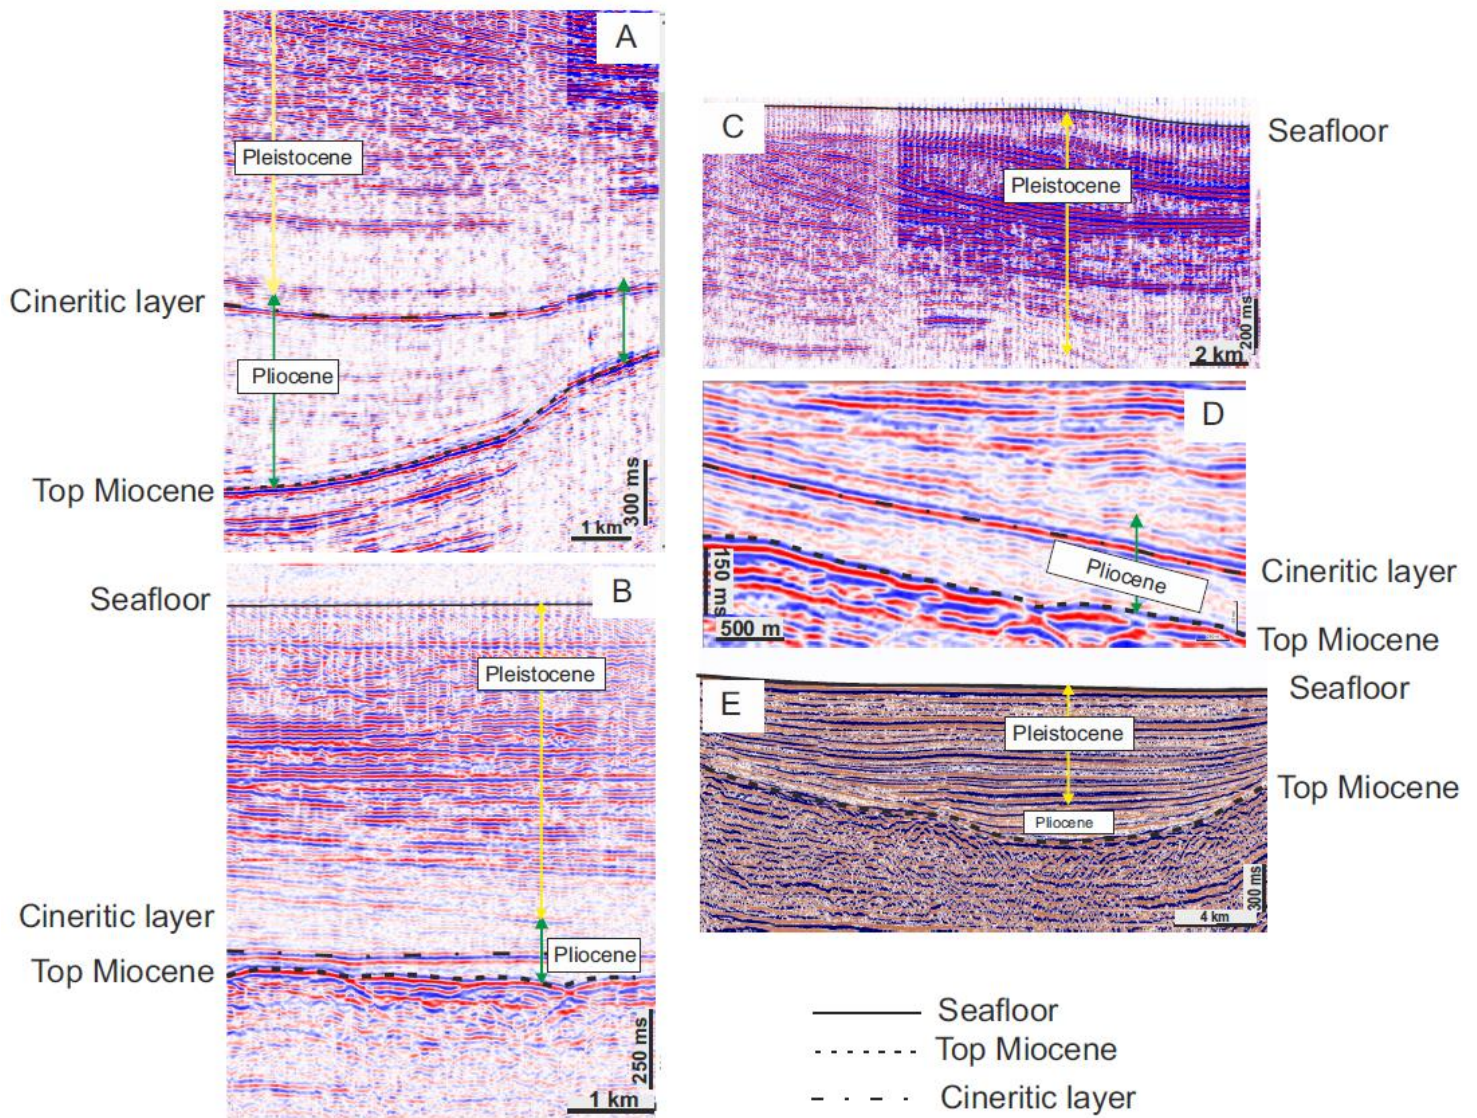 A
Pleistocene
Cineritic layer
Pliocene
Top Miocene
300 ms
1 km
B
Seafloor
Pleistocene
Cineritic layer
Top Miocene
Pliocene
250 ms
1 km
C
Seafloor
Pleistocene
200 ms
2 km
D
Pliocene
Cineritic layer
150 ms
500 m
Top Miocene
E
Seafloor
Pleistocene
Top Miocene
Pliocene
300 ms
4 km
Seafloor
Top Miocene
Cineritic layer